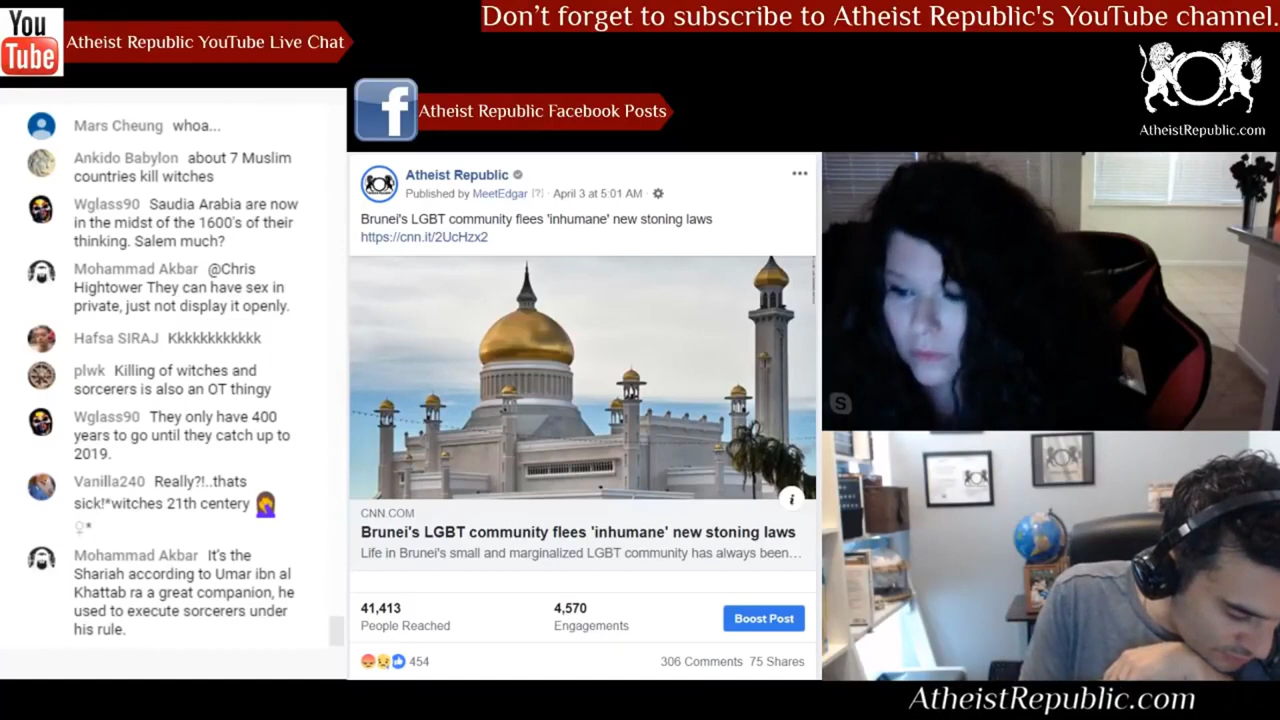 Don't forget to subscribe to Atheist Republic's YouTube channel.
You
Tube
Atheist Republic YouTube Live Chat
AtheistRepublic.com
Atheist Republic Facebook Posts
Mars Cheung whoa...
Ankido Babylon about 7 Muslim
countries kill witches
Wglass90 Saudia Arabia are now
in the midst of the 1600's of their
thinking. Salem much?
Mohammad Akbar @Chris
Hightower They can have sex in
private, just not display it openly.
Hafsa SIRAJ Kkkkkkkkkkkk
plwk Killing of witches and
sorcerers is also an OT thingy
Wglass90 They only have 400
years to go until they catch up to
2019.
Vanilla240 Really?!..thats
sick!*witches 21th centery 🤦
♀*
Mohammad Akbar It's the
Shariah according to Umar ibn al
Khattab ra a great companion, he
used to execute sorcerers under
his rule.
f
Atheist Republic
Published by MeetEdgar [?] · April 3 at 5:01 AM ·
Brunei's LGBT community flees 'inhumane' new stoning laws
https://cnn.it/2UcHzx2
i
CNN.COM
Brunei's LGBT community flees 'inhumane' new stoning laws
Life in Brunei's small and marginalized LGBT community has always been...
41,413
People Reached
4,570
Engagements
Boost Post
454
306 Comments 75 Shares
S
AtheistRepublic.com